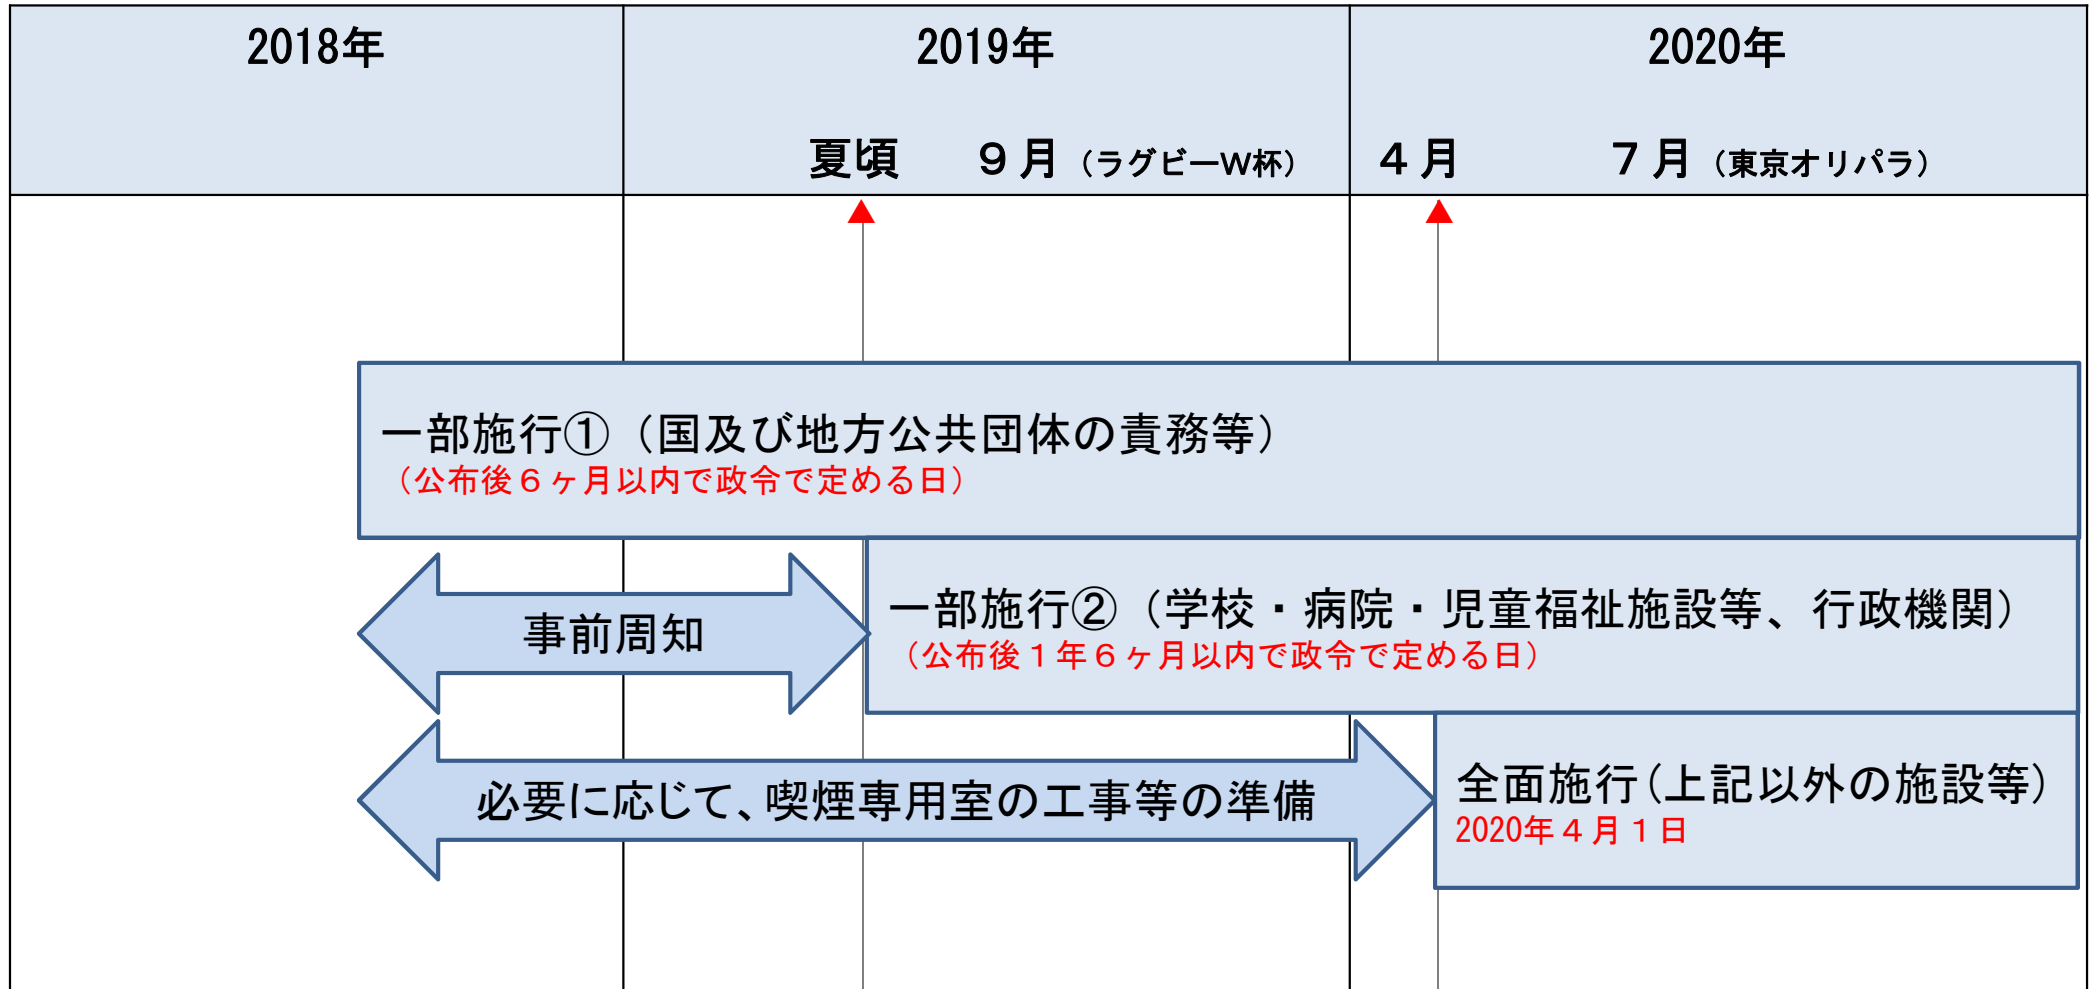 2018年
2019年
2020年
夏頃 ９月（ラグビーW杯）
４月 ７月（東京オリパラ）
一部施行①（国及び地方公共団体の責務等）
（公布後６ヶ月以内で政令で定める日）
事前周知
一部施行②（学校・病院・児童福祉施設等、行政機関）
（公布後１年６ヶ月以内で政令で定める日）
必要に応じて、喫煙専用室の工事等の準備
全面施行（上記以外の施設等）
2020年４月１日